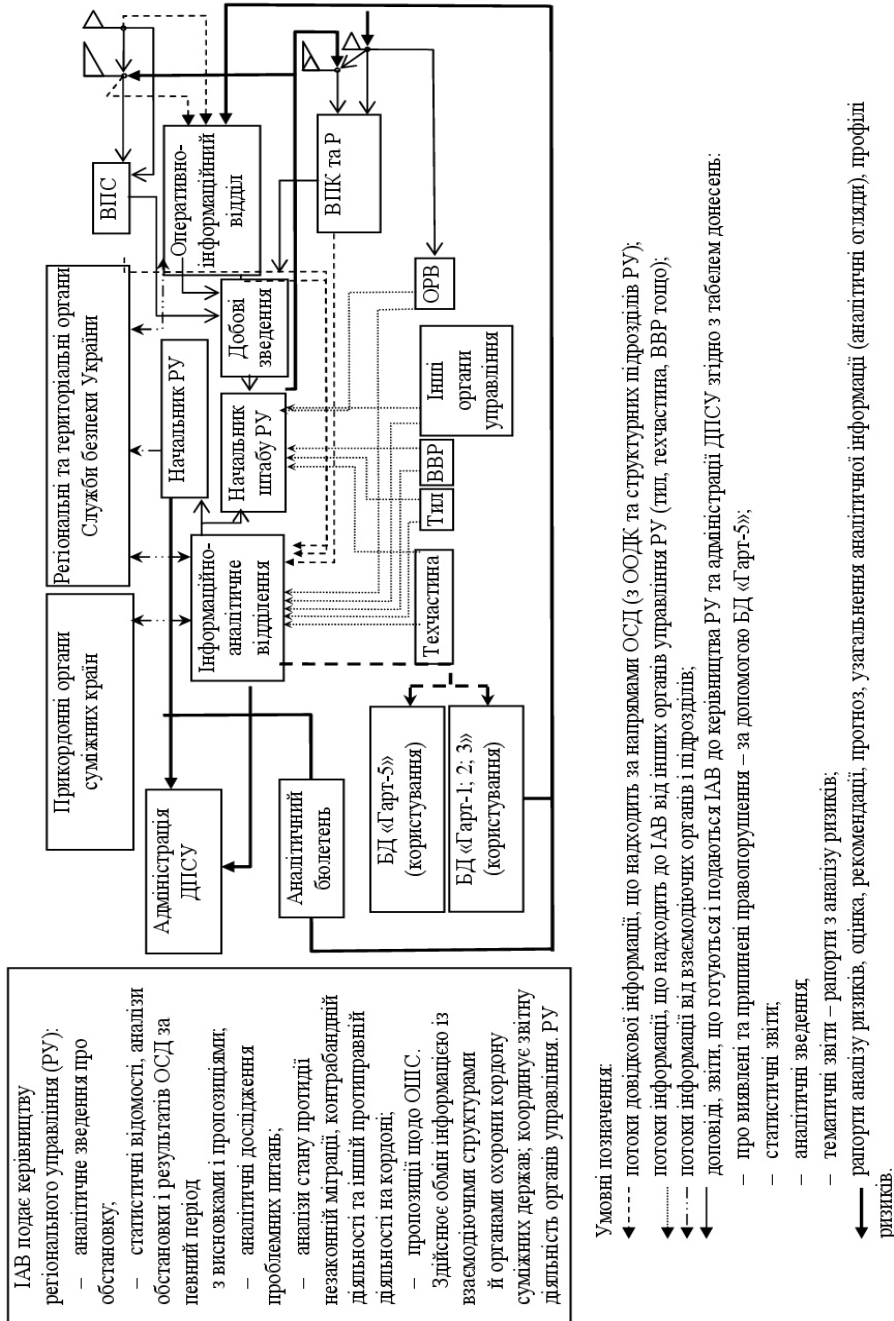 ІАВ подає керівництву
регіонального управління (РУ):
– аналітичне зведення про
обстановку;
– статистичні відомості, аналізи
обстановки і результатів ОСД за
певний період
з висновками і пропозиціями;
– аналітичні дослідження
проблемних питань;
– аналізи стану протидії
незаконній міграції, контрабандній
діяльності та іншій протиправній
діяльності на кордоні;
– пропозиції щодо ОПС.
Здійснює обмін інформацією із
взаємодіючими структурами
й органами охорони кордону
суміжних держав; координує звітну
діяльність органів управління. РУ
Прикордонні органи
суміжних країн
Регіональні та територіальні органи
Служби безпеки України
ВПС
Адміністрація
ДПСУ
Начальник РУ
Оперативно-
інформаційний
відділ
Аналітичний
бюлетень
Інформаційно-
аналітичне
відділення
Начальник
штабу РУ
Добові
зведення
ВПК та Р
БД «Гарт-5»
(користування)
БД «Гарт-1; 2; 3»
(користування)
Техчастина
Тил
ВВР
Інші
органи
управління
ОРВ
Умовні позначення:
потоки довідкової інформації, що надходить за напрямами ОСД (з ООДК та структурних підрозділів РУ);
потоки інформації, що надходить до ІАВ від інших органів управління РУ (тил, техчастина, ВВР тощо);
потоки інформації від взаємодіючих органів і підрозділів;
доповіді, звіти, що готуються і подаються ІАВ до керівництва РУ та адміністрації ДПСУ згідно з табелем донесень:
– про виявлені та припинені правопорушення – за допомогою БД «Гарт-5»;
– статистичні звіти;
– аналітичні зведення;
– тематичні звіти – рапорти з аналізу ризиків;
рапорти аналізу ризиків, оцінка, рекомендації, прогноз, узагальнення аналітичної інформації (аналітичні огляди), профілі
ризиків.